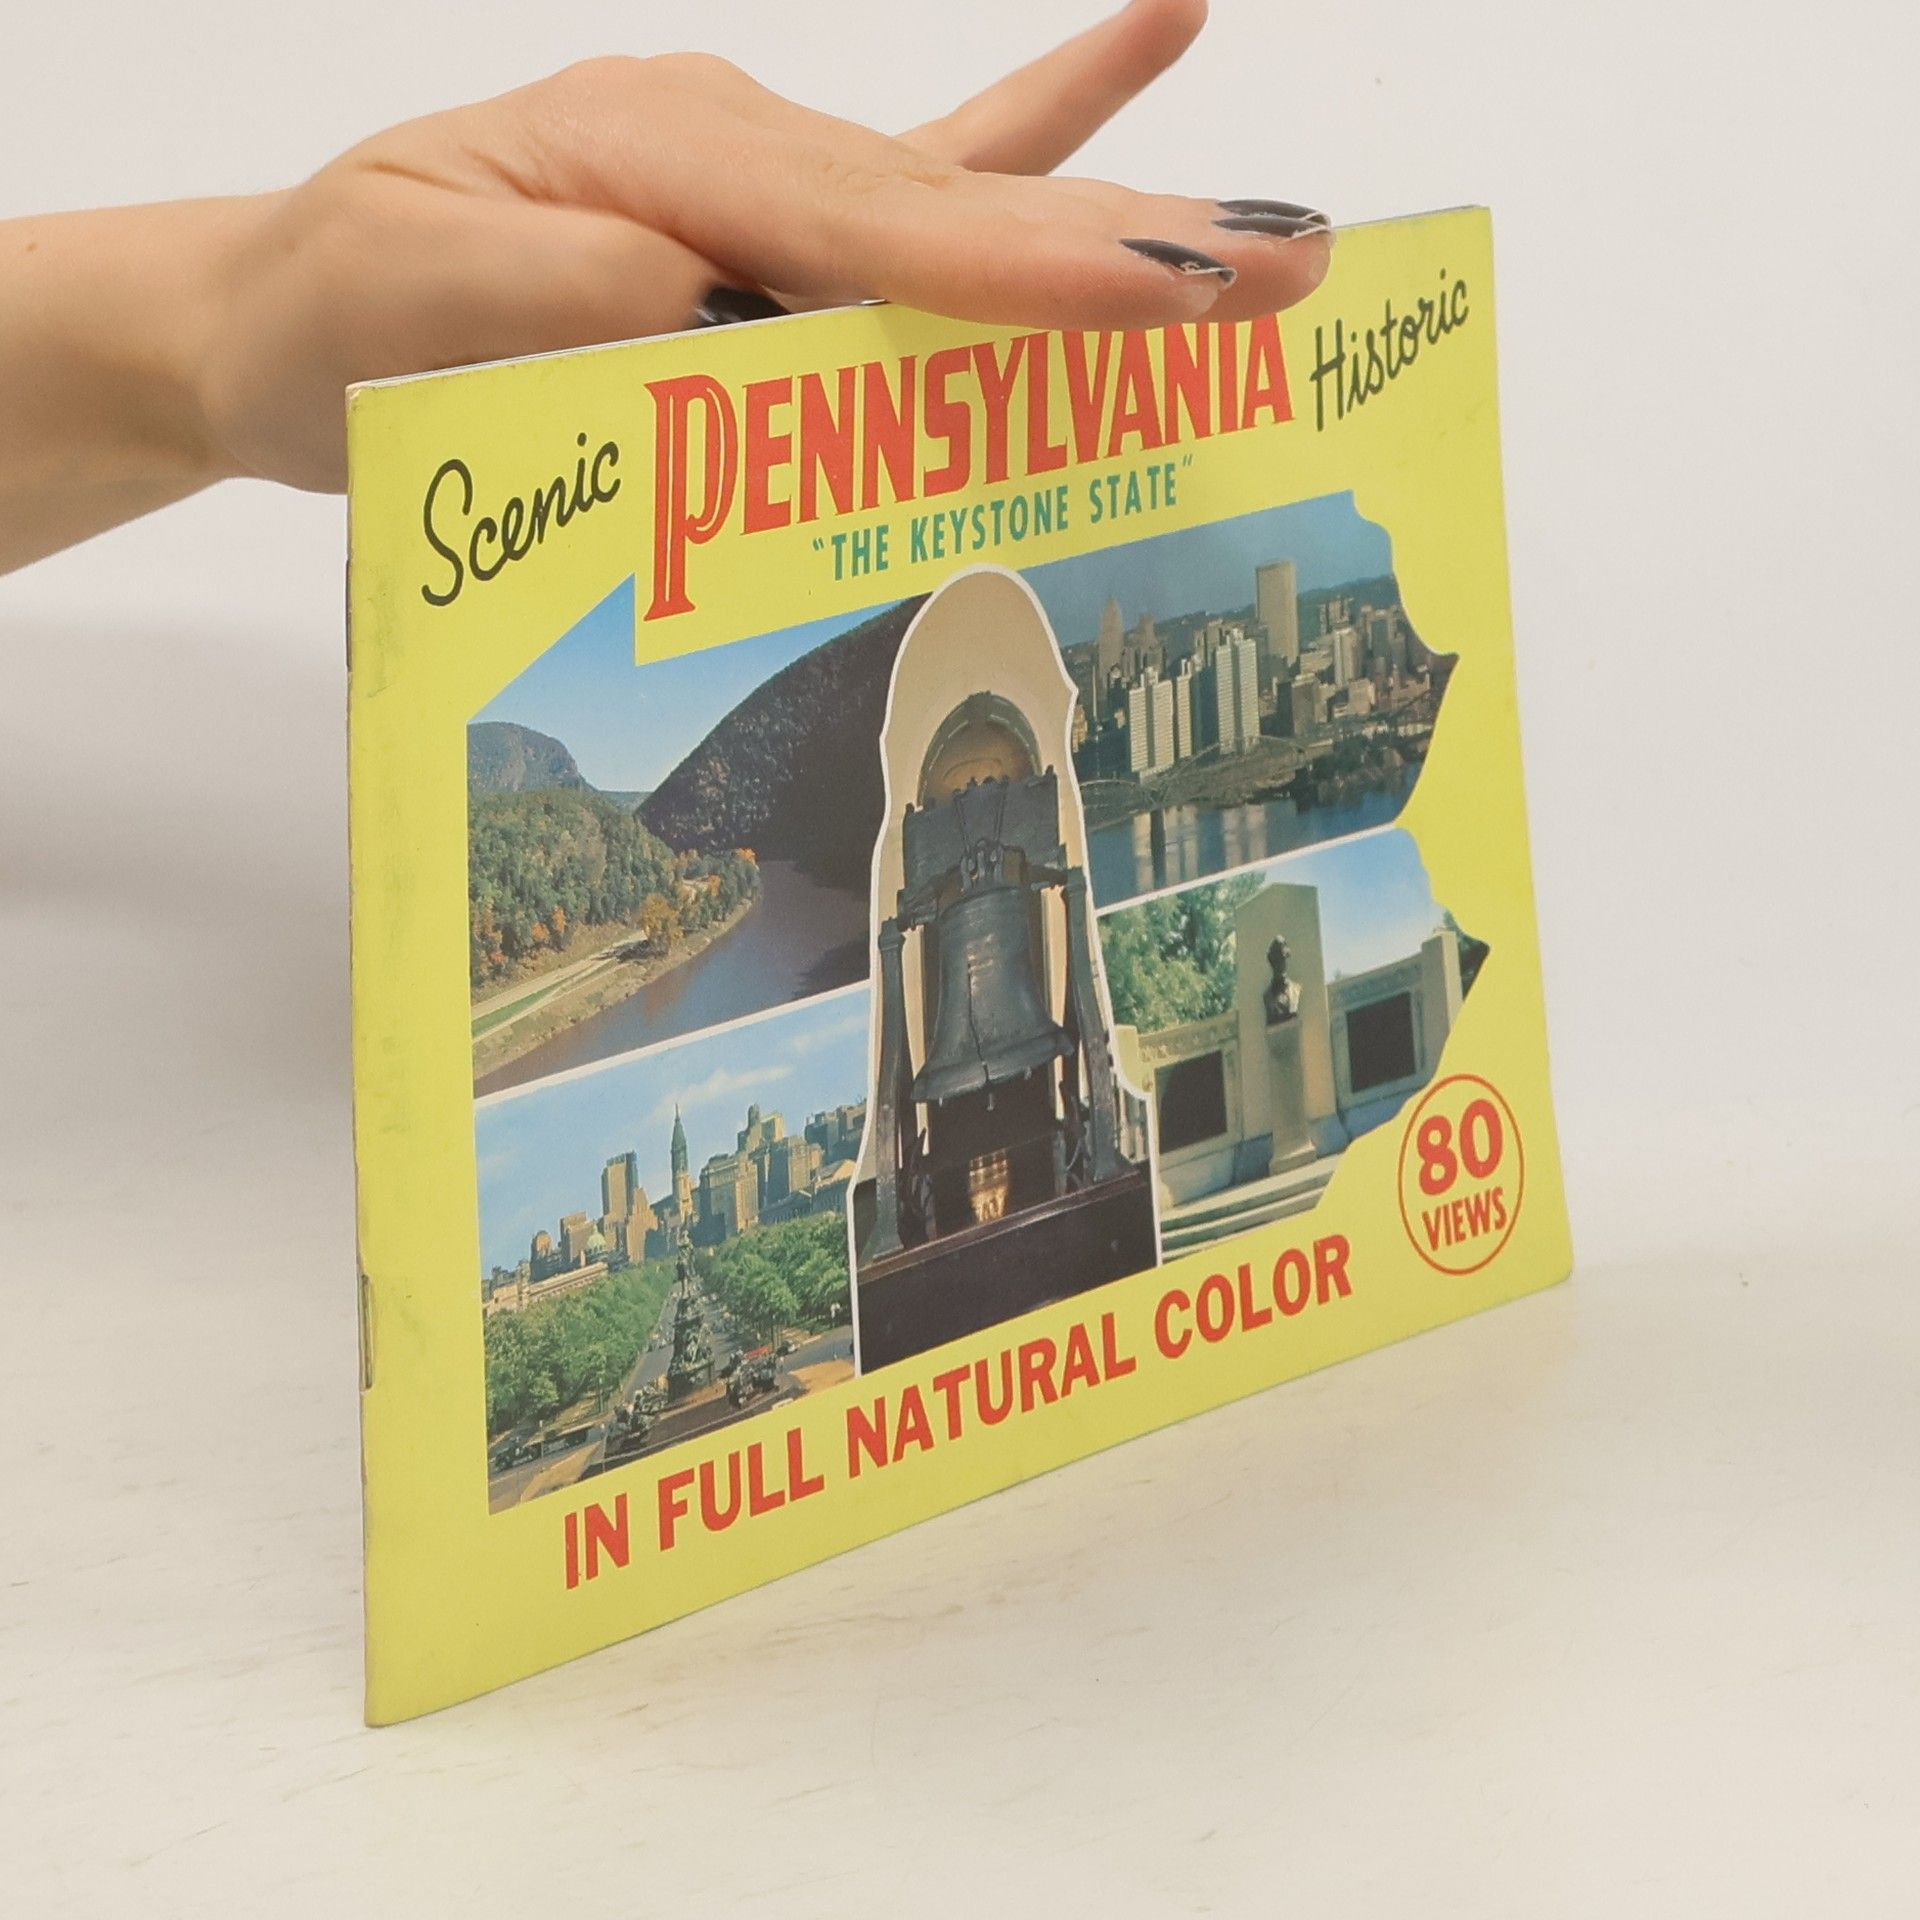 Scenic PENNSYLVANIA Historic
"THE KEYSTONE STATE"
80
VIEWS
IN FULL NATURAL COLOR